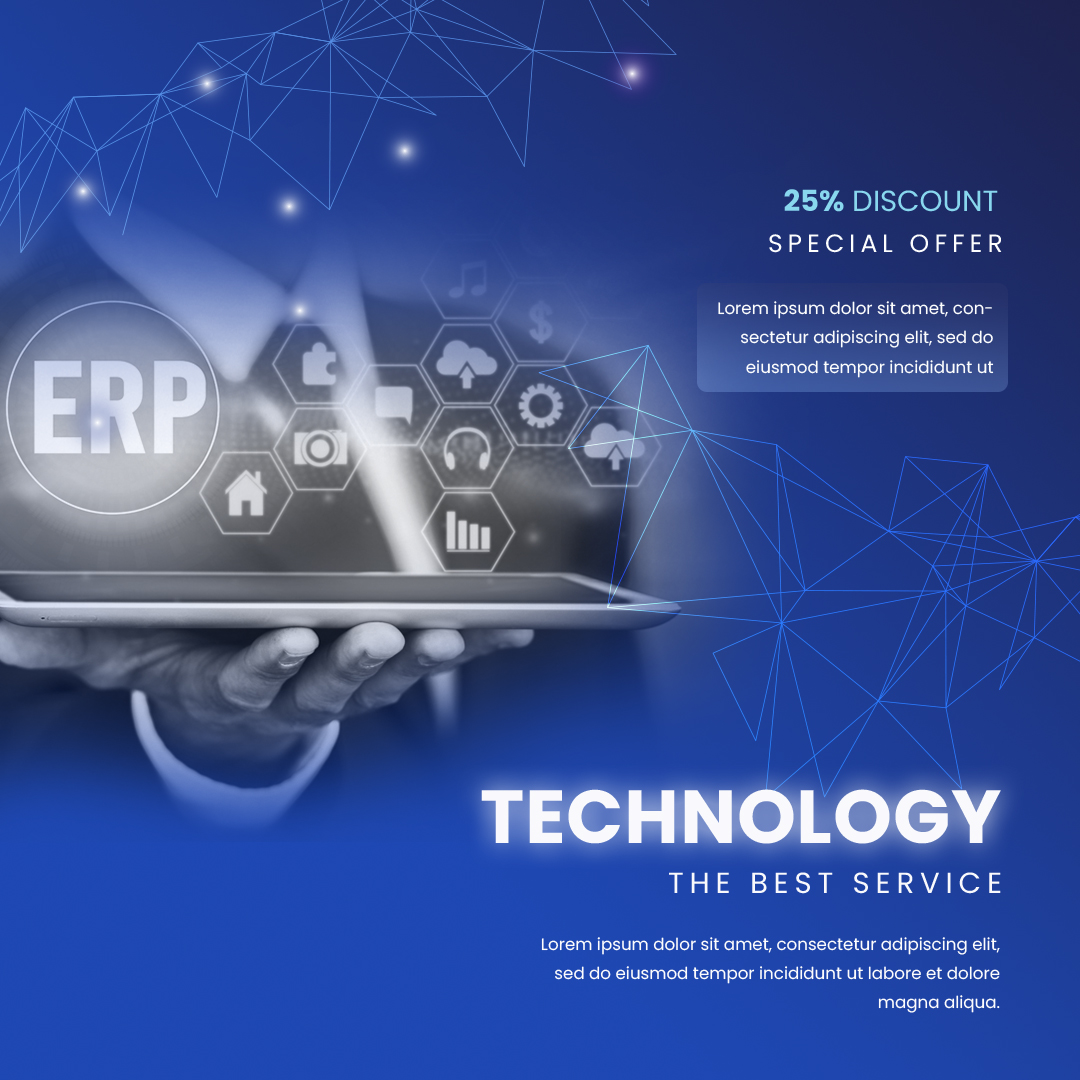 25% DISCOUNT
SPECIAL OFFER
Lorem ipsum dolor sit amet, con-
sectetur adipiscing elit, sed do
eiusmod tempor incididunt ut
ERP
TECHNOLOGY
THE BEST SERVICE
Lorem ipsum dolor sit amet, consectetur adipiscing elit,
sed do eiusmod tempor incididunt ut labore et dolore
magna aliqua.